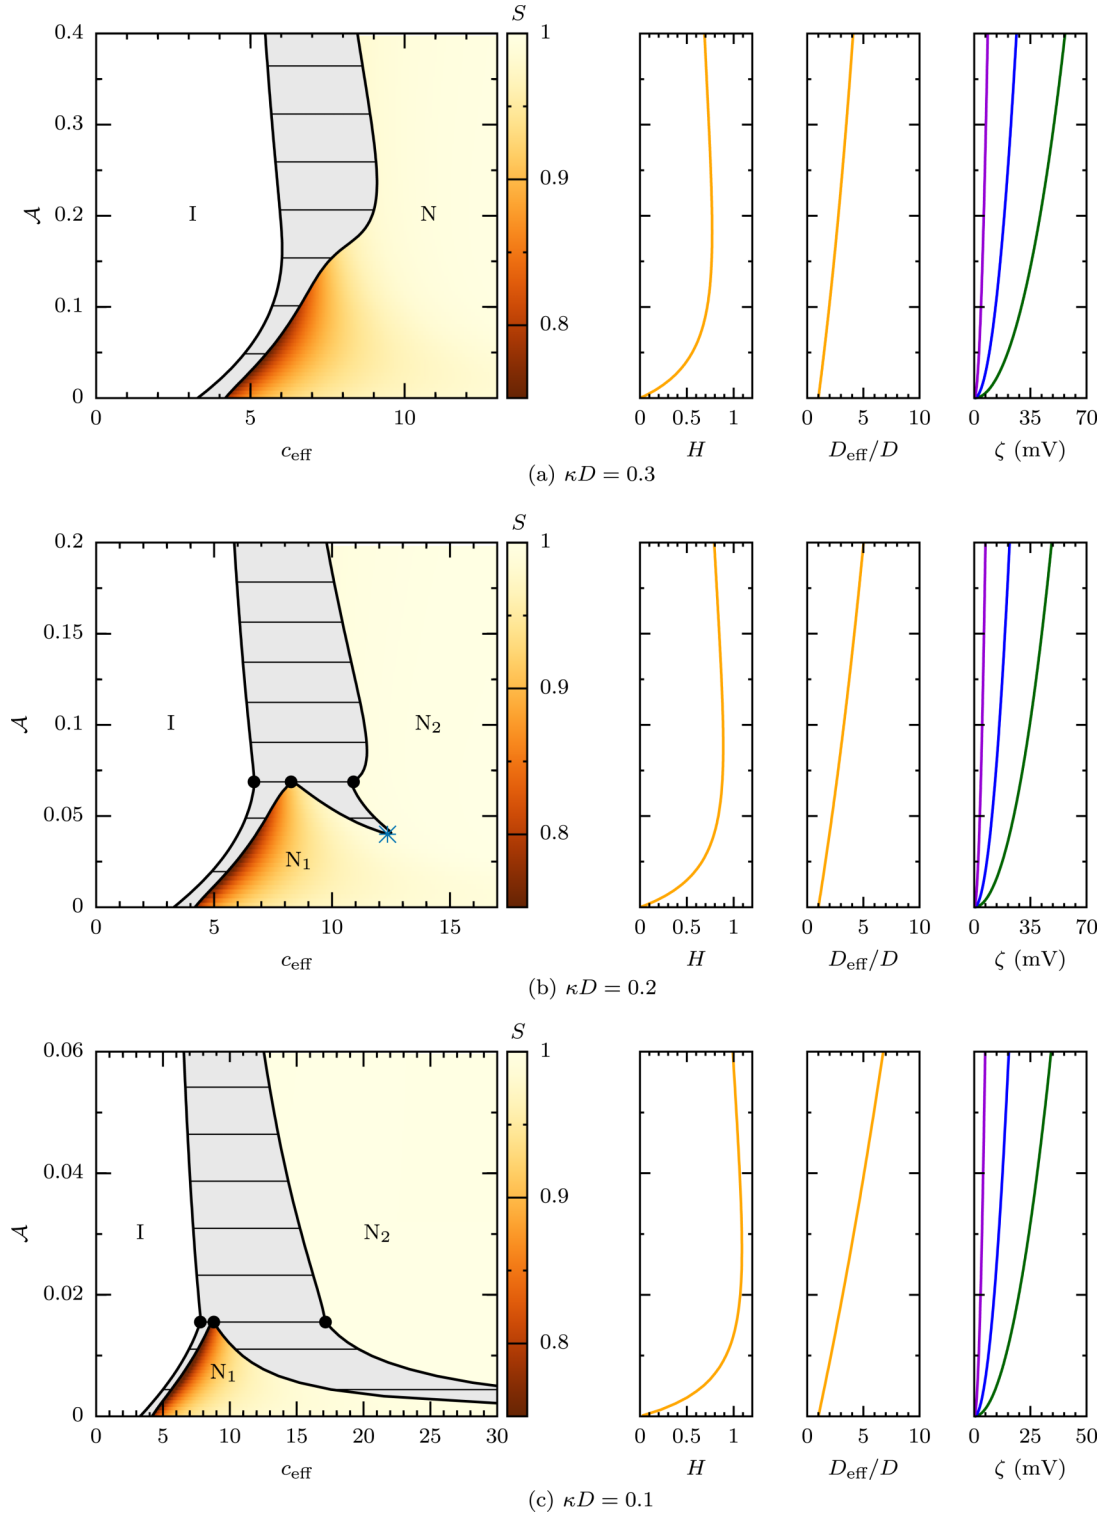 S
0.4 1
0.3
0.9
𝒜 0.2 I N
0.1 0.8
0
0 5 10 0 0.5 1 0 5 10 0 35 70
c_eff H D_eff/D ζ (mV)
(a) κD = 0.3
S
0.2 1
0.15
0.9
𝒜 0.1 I N₂
0.05 0.8
N₁
0
0 5 10 15 0 0.5 1 0 5 10 0 35 70
c_eff H D_eff/D ζ (mV)
(b) κD = 0.2
S
0.06 1
0.04
0.9
𝒜 I N₂
0.02
0.8
N₁
0
0 5 10 15 20 25 30 0 0.5 1 0 5 10 0 25 50
c_eff H D_eff/D ζ (mV)
(c) κD = 0.1